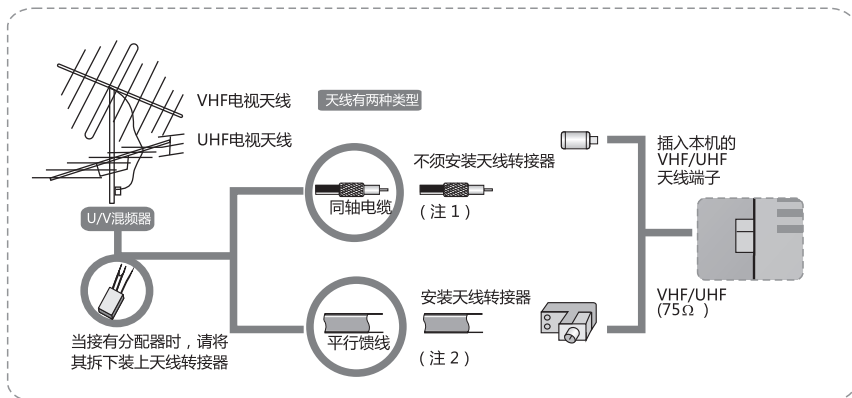 VHF电视天线
天线有两种类型
UHF电视天线
U/V混频器
当接有分配器时，请将
其拆下装上天线转接器
同轴电缆
不须安装天线转接器
（注 1）
平行馈线
安装天线转接器
（注 2）
插入本机的
VHF/UHF
天线端子
VHF/UHF
(75Ω )